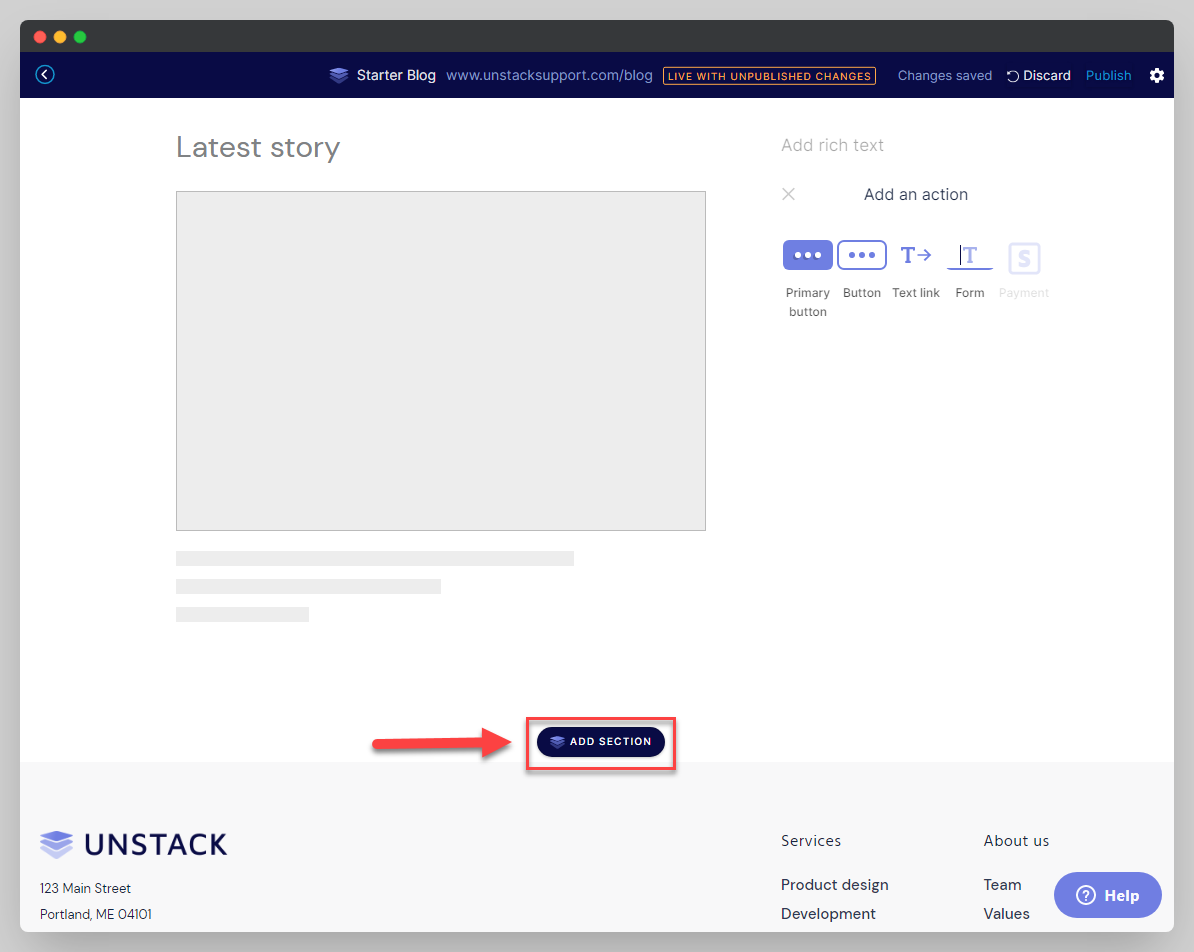 Starter Blog www.unstacksupport.com/blog LIVE WITH UNPUBLISHED CHANGES Changes saved Discard Publish
Latest story
Add rich text
Add an action
T T S
Primary button Button Text link Form Payment
ADD SECTION
UNSTACK
123 Main Street
Portland, ME 04101
Services
Product design
Development
About us
Team
Values
? Help